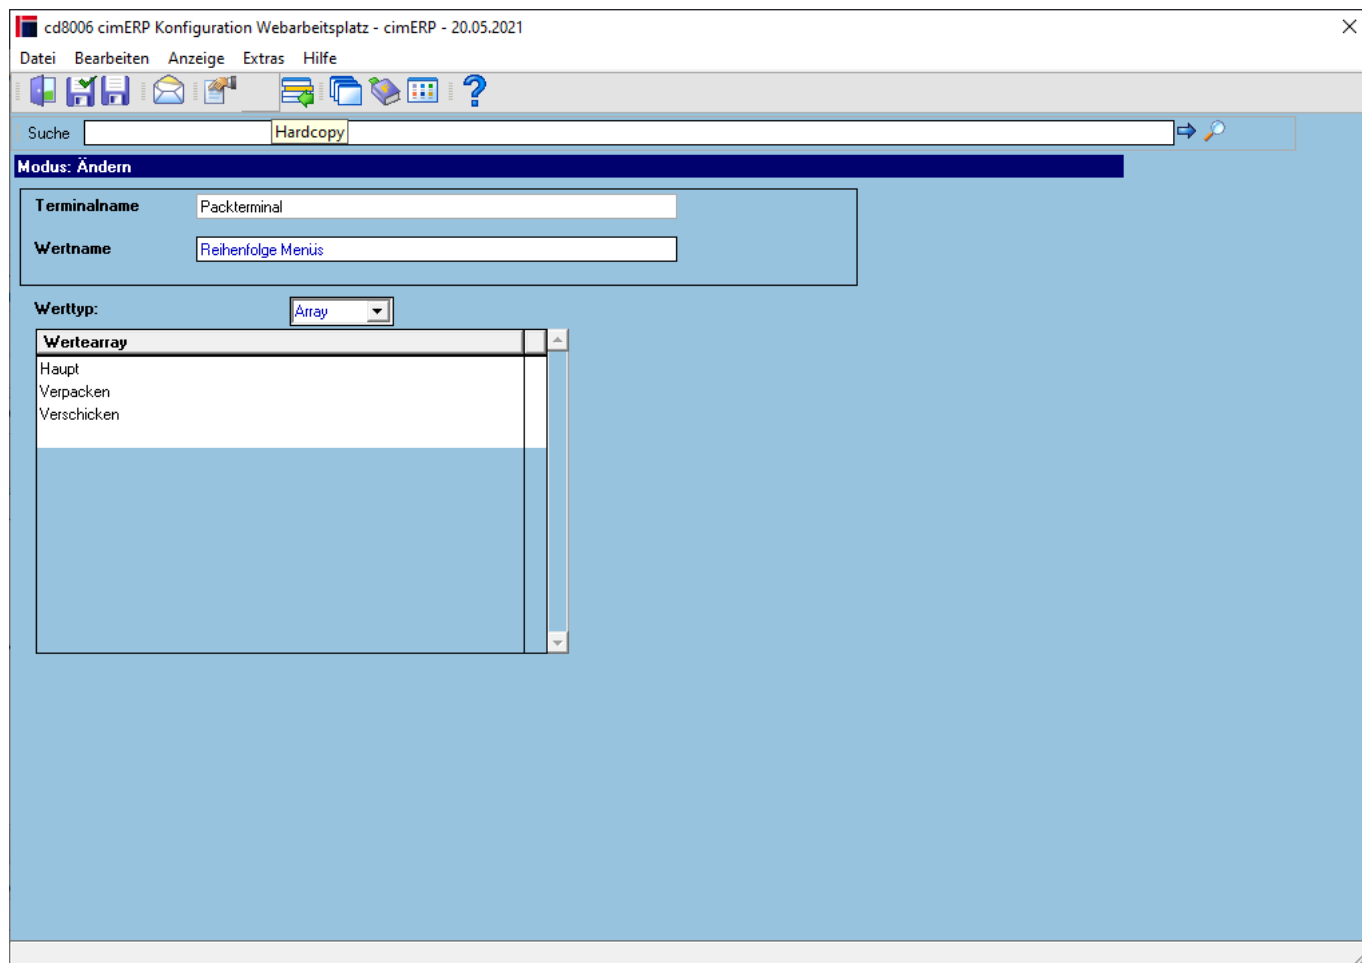 cd8006 cimERP Konfiguration Webarbeitsplatz - cimERP - 20.05.2021
Datei Bearbeiten Anzeige Extras Hilfe
Suche
Hardcopy
Modus: Ändern
Terminalname Packterminal
Wertname Reihenfolge Menüs
Werttyp: Array
Wertearray
Haupt
Verpacken
Verschicken